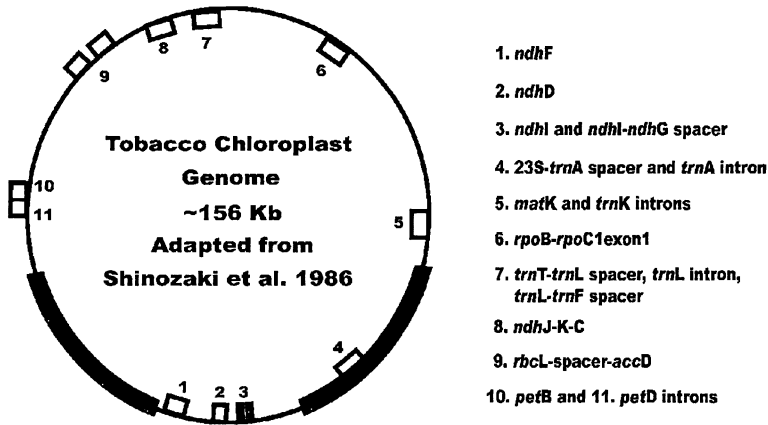 8
7
9
6
Tobacco Chloroplast
Genome
~156 Kb
Adapted from
Shinozaki et al. 1986
10
11
5
4
1
2
3
1. ndhF
2. ndhD
3. ndhI and ndhI-ndhG spacer
4. 23S-trnA spacer and trnA intron
5. matK and trnK introns
6. rpoB-rpoC1exon1
7. trnT-trnL spacer, trnL intron,
trnL-trnF spacer
8. ndhJ-K-C
9. rbcL-spacer-accD
10. petB and 11. petD introns